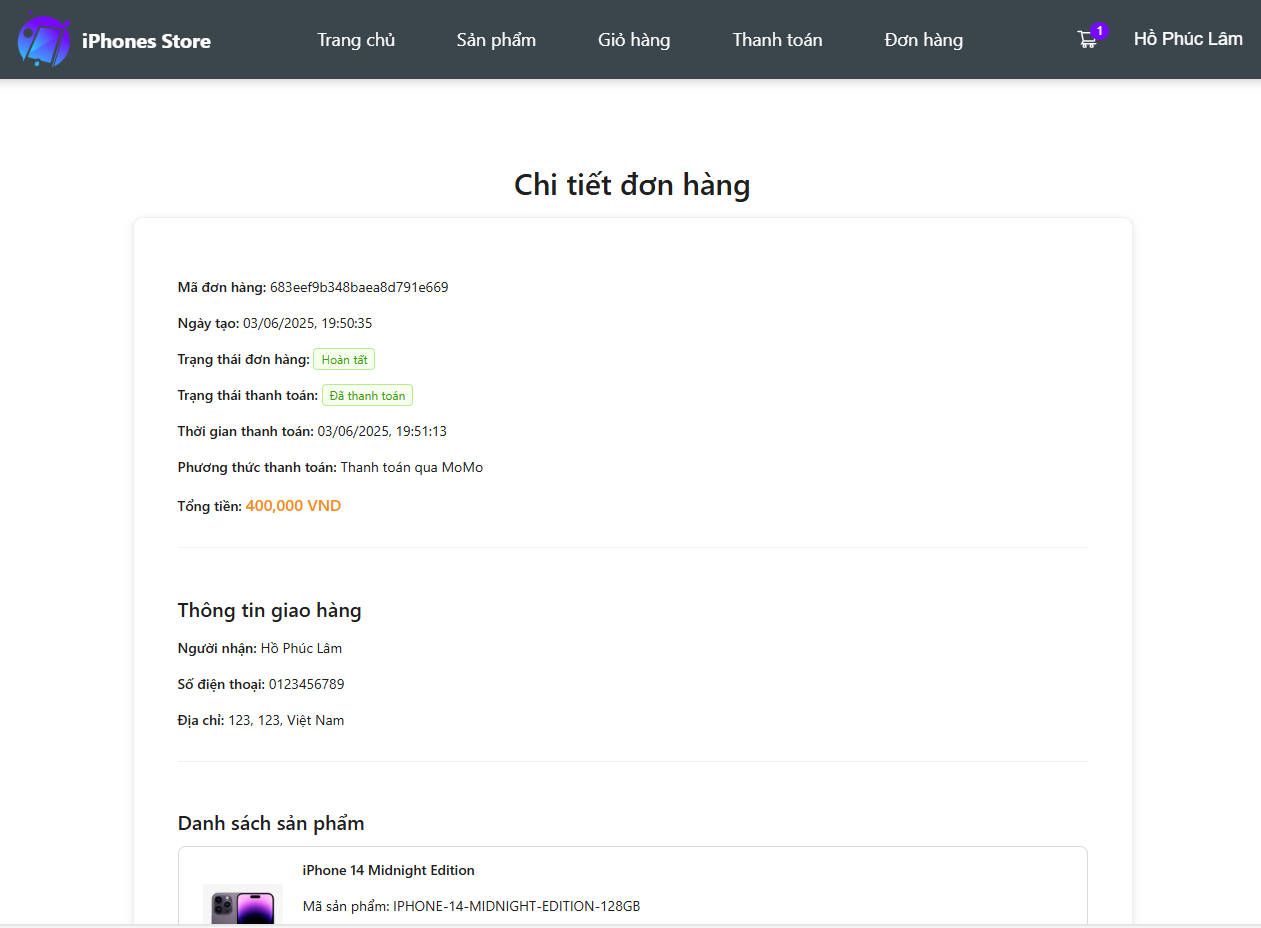 iPhones Store
Trang chủ
Sản phẩm
Giỏ hàng
Thanh toán
Đơn hàng
1
Hồ Phúc Lâm
Chi tiết đơn hàng
Mã đơn hàng: 683eef9b348baea8d791e669
Ngày tạo: 03/06/2025, 19:50:35
Trạng thái đơn hàng: Hoàn tất
Trạng thái thanh toán: Đã thanh toán
Thời gian thanh toán: 03/06/2025, 19:51:13
Phương thức thanh toán: Thanh toán qua MoMo
Tổng tiền: 400,000 VND
Thông tin giao hàng
Người nhận: Hồ Phúc Lâm
Số điện thoại: 0123456789
Địa chỉ: 123, 123, Việt Nam
Danh sách sản phẩm
iPhone 14 Midnight Edition
Mã sản phẩm: IPHONE-14-MIDNIGHT-EDITION-128GB